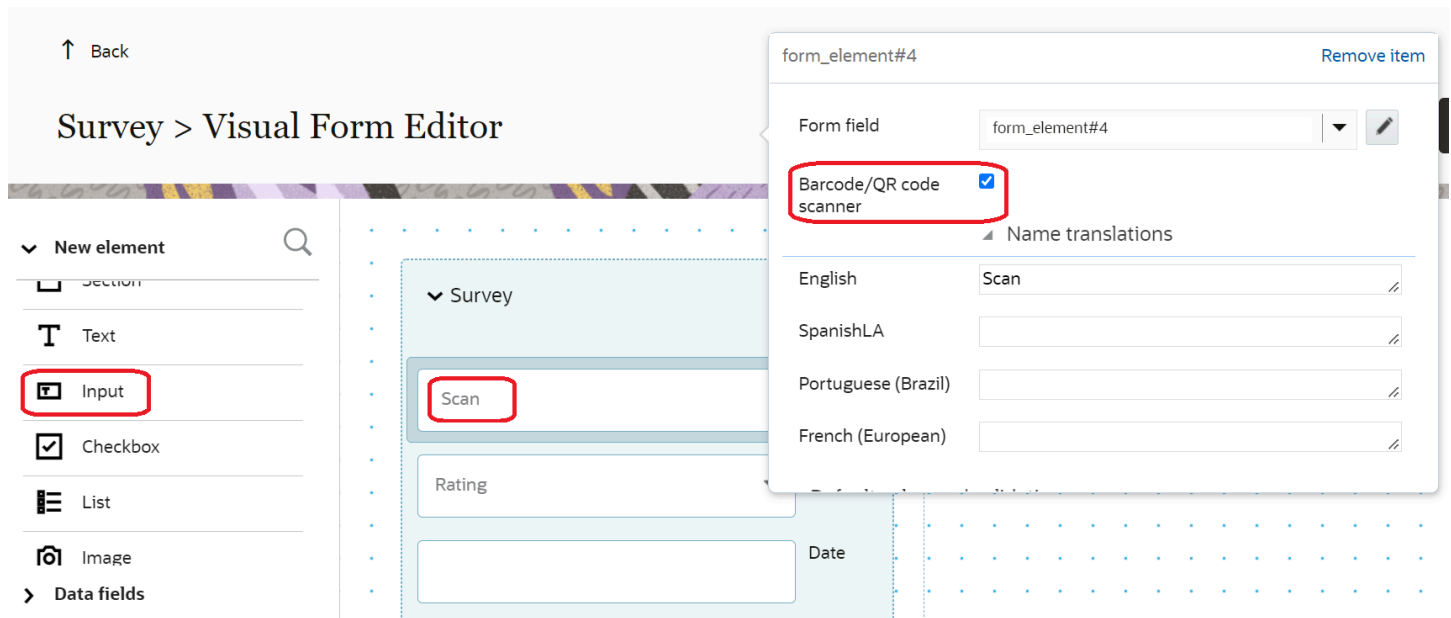 ↑ Back
Survey > Visual Form Editor
New element
Section
Text
Input
Checkbox
List
Image
Data fields
Survey
Scan
Rating
Date
form_element#4
Remove item
Form field
form_element#4
Barcode/QR code
scanner
Name translations
English
Scan
SpanishLA
Portuguese (Brazil)
French (European)